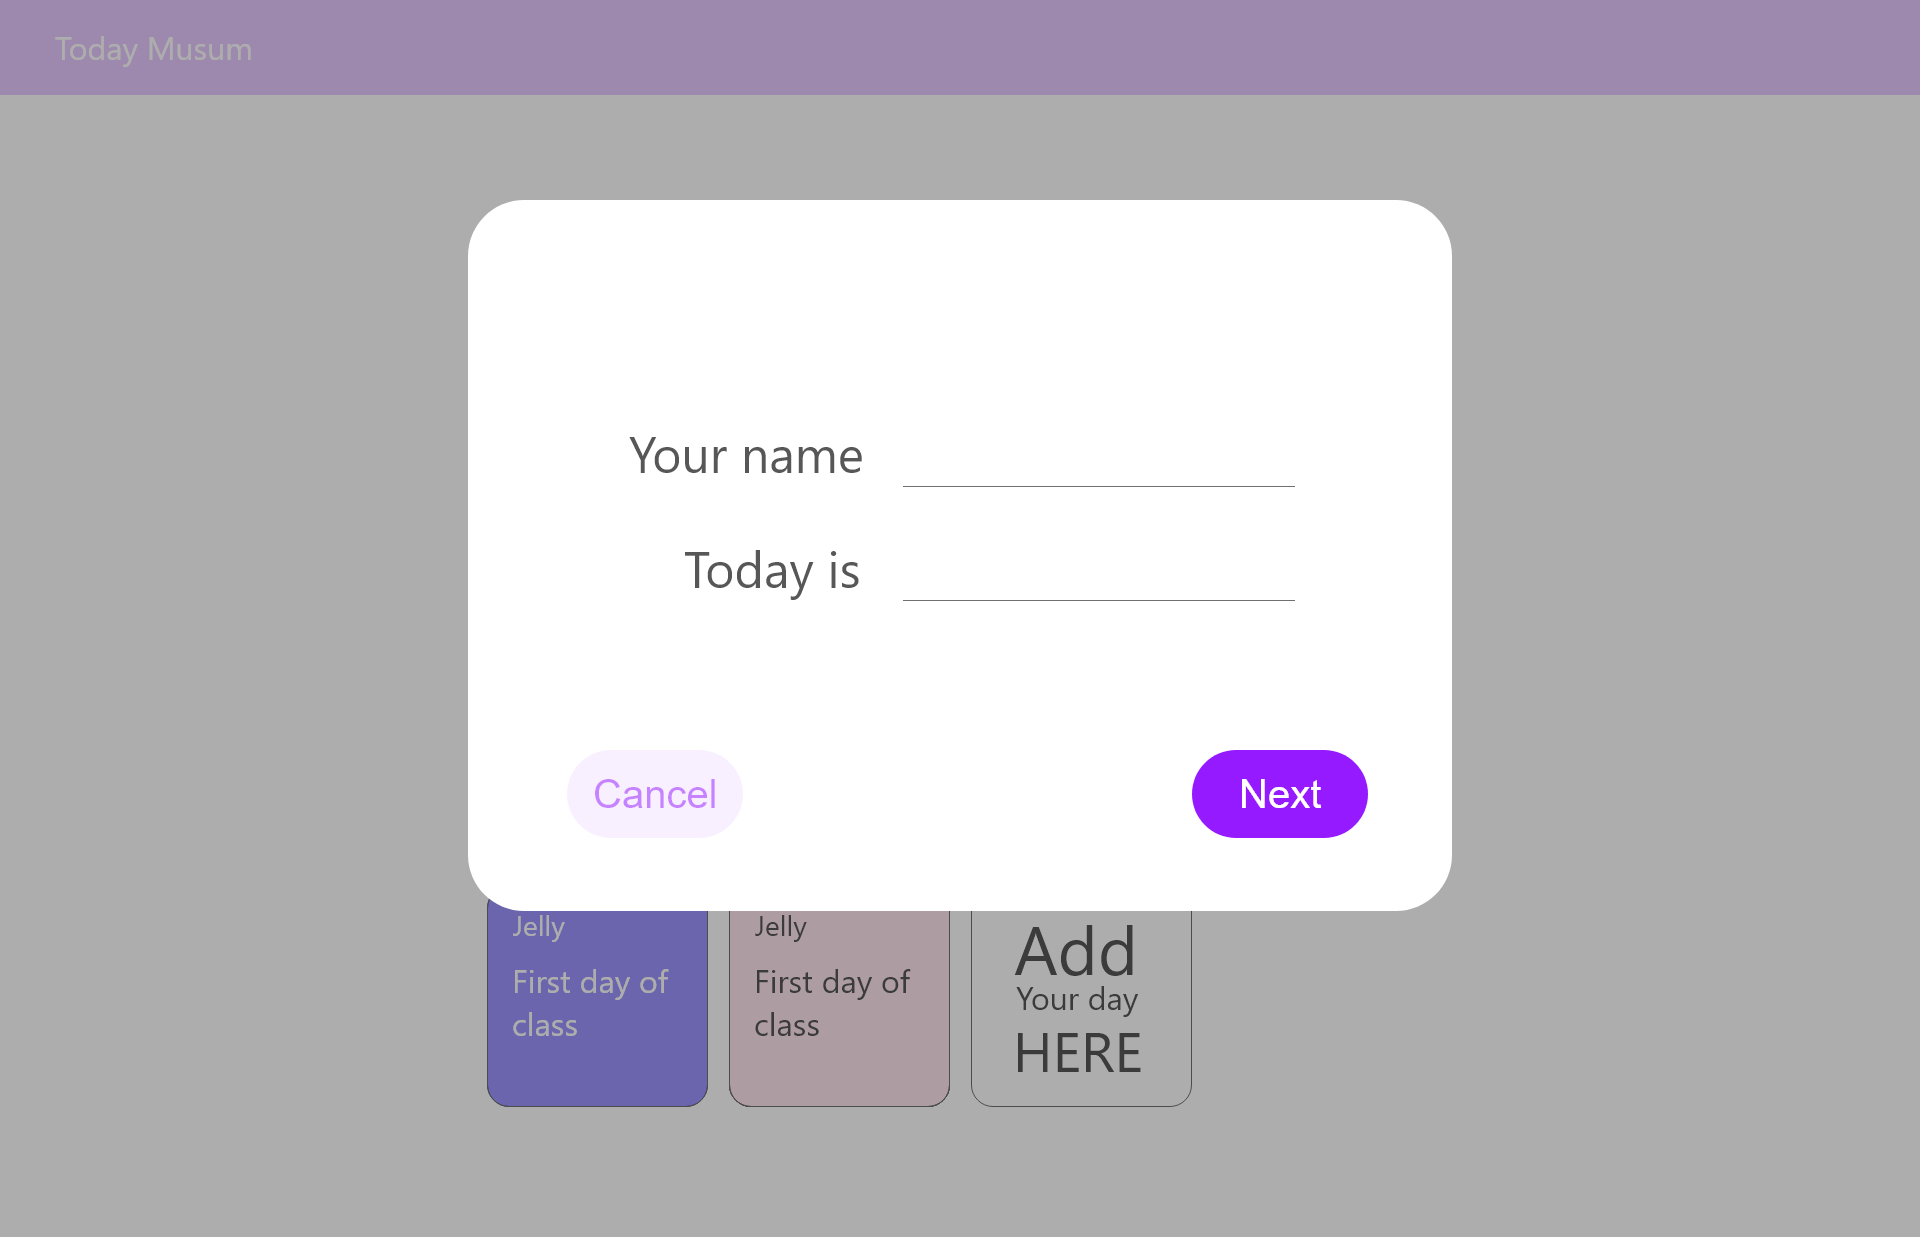 Today Musum
Your name
Today is
Cancel
Next
Jelly
First day of
class
Jelly
First day of
class
Add
Your day
HERE